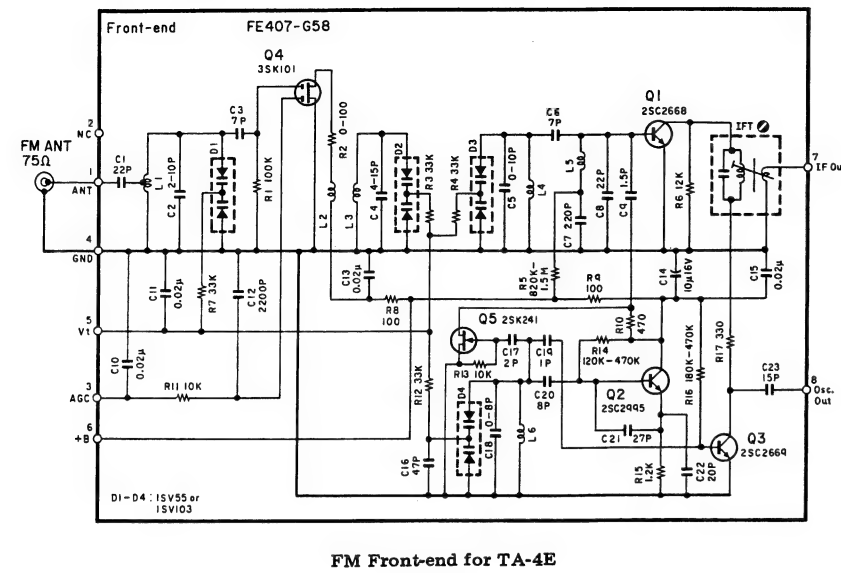 Front-end
FE407-G58
Q4
3SK101
2
NC
FM ANT
75Ω
1
ANT
C1
22P
L1
C2 2-10P
D1
C3
7P
R1 100K
R2 0-100
L2
L3
C4 4-15P
D2
R3 33K
R4 33K
D3
C5 0-10P
L4
C6
7P
L5
C7 220P
C8 22P
C9 1.5P
Q1
2SC2668
R6 12K
IFT
7
IF Out
4
GND
C11
0.02μ
R7 33K
C12
2200P
C13
0.02μ
R5
820K-
1.5M
R9
100
C14
10μ16V
C15
0.02μ
R8
100
5
Vt
C10
0.02μ
3
AGC
R11 10K
6
+B
R12 33K
C16
47P
Q5 2SK241
R13 10K
C17
2P
C19
1P
R10
470
R14
120K-470K
R17 330
R16 180K-470K
D4
C18 0-8P
L6
C20
8P
Q2
2SC2995
C21
27P
R15
1.2K
C22
20P
Q3
2SC2669
C23
15P
8
Osc.
Out
D1-D4 : 1SV55 or
1SV103
FM Front-end for TA-4E